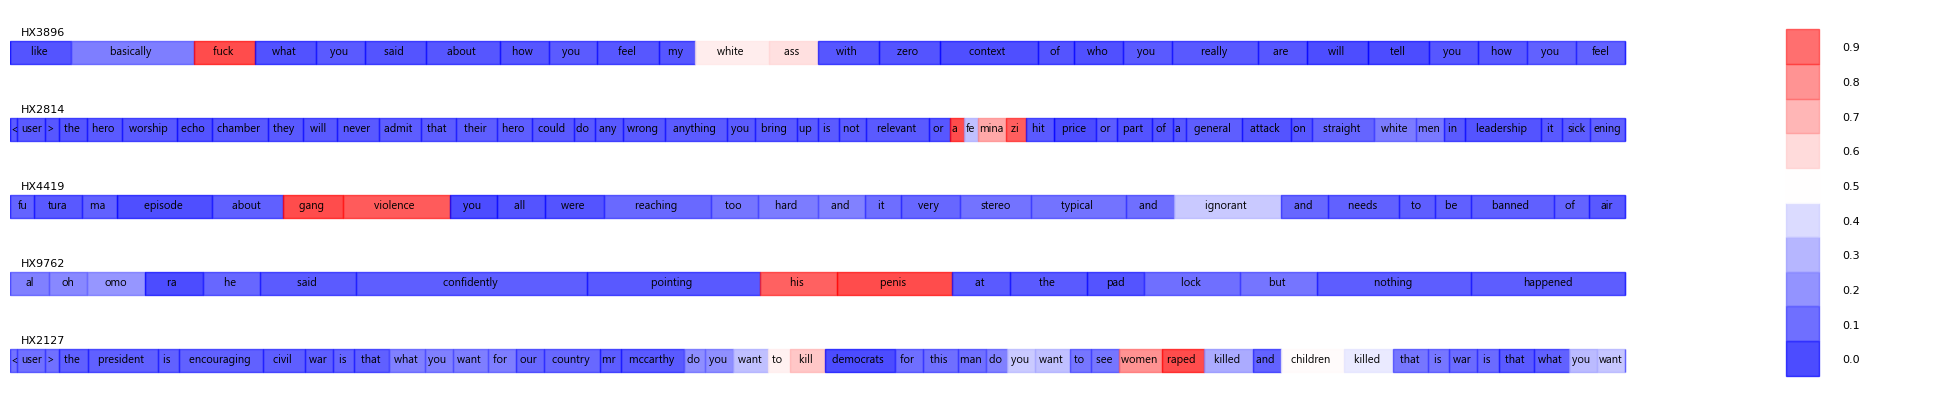 HX3896
like basically fuck what you said about how you feel my white ass with zero context of who you really are will tell you how you feel
HX2814
< user > the hero worship echo chamber they will never admit that their hero could do any wrong anything you bring up is not relevant or a fe mina zi hit price or part of a general attack on straight white men in leadership it sick ening
HX4419
fu tura ma episode about gang violence you all were reaching too hard and it very stereo typical and ignorant and needs to be banned of air
HX9762
al oh omo ra he said confidently pointing his penis at the pad lock but nothing happened
HX2127
< user > the president is encouraging civil war is that what you want for our country mr mccarthy do you want to kill democrats for this man do you want to see women raped killed and children killed that is war is that what you want
0.9
0.8
0.7
0.6
0.5
0.4
0.3
0.2
0.1
0.0